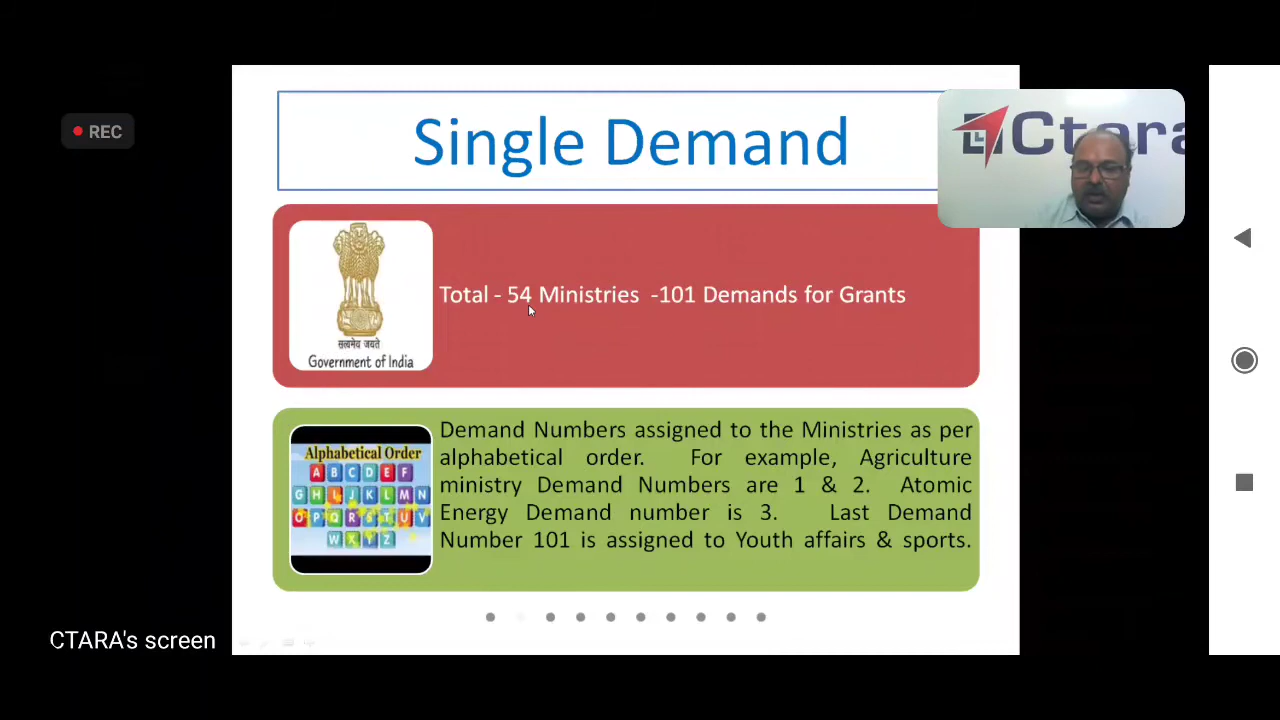 REC
Single Demand
Ctara
सत्यमेव जयते
Government of India
Total - 54 Ministries -101 Demands for Grants
Alphabetical Order
A B C D E F
G H I J K L M N
O P Q R S T U V
W X Y Z
Demand Numbers assigned to the Ministries as per
alphabetical order. For example, Agriculture
ministry Demand Numbers are 1 & 2. Atomic
Energy Demand number is 3. Last Demand
Number 101 is assigned to Youth affairs & sports.
CTARA's screen